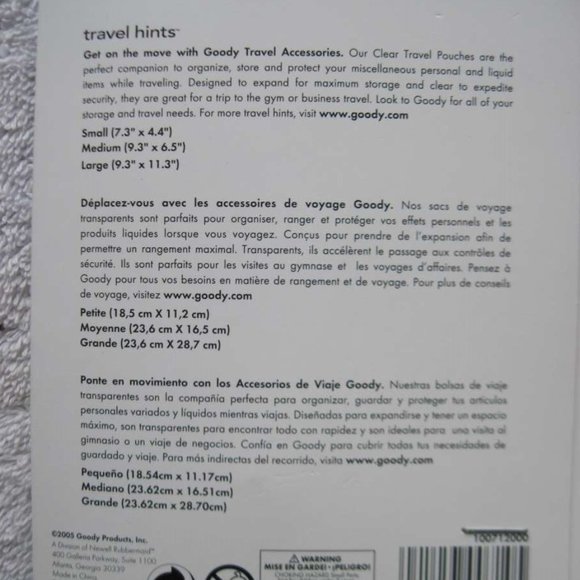 travel hints™
Get on the move with Goody Travel Accessories. Our Clear Travel Pouches are the
perfect companion to organize, store and protect your miscellaneous personal and liquid
items while traveling. Designed to expand for maximum storage and clear to expedite
security, they are great for a trip to the gym or business travel. Look to Goody for all of your
storage and travel needs. For more travel hints, visit www.goody.com
Small (7.3" x 4.4")
Medium (9.3" x 6.5")
Large (9.3" x 11.3")
Déplacez-vous avec les accessoires de voyage Goody. Nos sacs de voyage
transparents sont parfaits pour organiser, ranger et protéger vos effets personnels et les
produits liquides lorsque vous voyagez. Conçus pour prendre de l'expansion afin de
permettre un rangement maximal. Transparents, ils accélèrent le passage aux contrôles de
sécurité. Ils sont parfaits pour les visites au gymnase et les voyages d'affaires. Pensez à
Goody pour tous vos besoins en matière de rangement et de voyage. Pour plus de conseils
de voyage, visitez www.goody.com
Petite (18,5 cm X 11,2 cm)
Moyenne (23,6 cm X 16,5 cm)
Grande (23,6 cm X 28,7 cm)
Ponte en movimiento con los Accesorios de Viaje Goody. Nuestras bolsas de viaje
transparentes son la compañía perfecta para organizar, guardar y proteger tus artículos
personales variados y líquidos mientras viajas. Diseñadas para expandirse y tener un espacio
máximo, son transparentes para encontrar todo con rapidez y son ideales para una visita al
gimnasio o un viaje de negocios. Confía en Goody para cubrir todas tus necesidades de
guardado y viaje. Para más indirectas del recorrido, visita www.goody.com
Pequeño (18.54cm x 11.17cm)
Mediano (23.62cm x 16.51cm)
Grande (23.62cm x 28.70cm)
©2005 Goody Products, Inc.
A Division of Newell Rubbermaid
400 Galleria Parkway, Suite 1100
Atlanta, Georgia 30339
Made in China
100712000
WARNING
MISE EN GARDE! ¡PELIGRO!
CHOKING HAZARD Small Parts